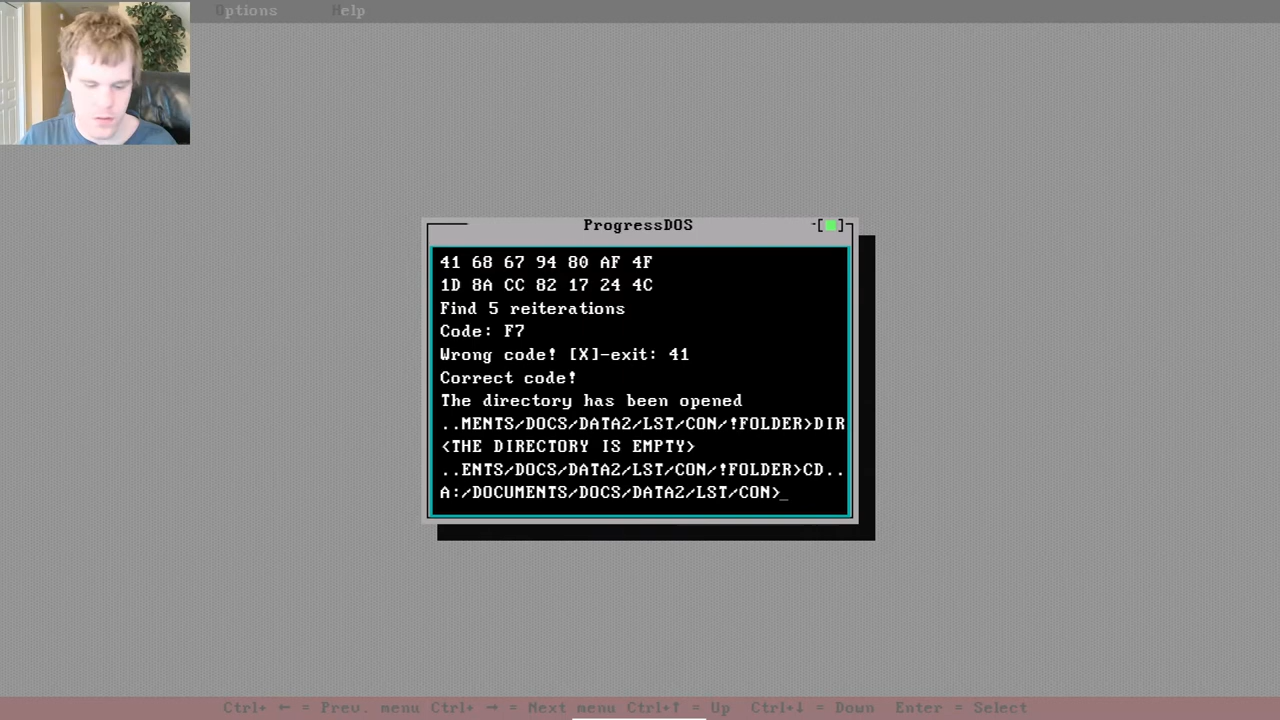 Options Help
ProgressDOS
41 68 67 94 80 AF 4F
1D 8A CC 82 17 24 4C
Find 5 reiterations
Code: F7
Wrong code! [X]-exit: 41
Correct code!
The directory has been opened
..MENTS/DOCS/DATA2/LST/CON/!FOLDER>DIR
<THE DIRECTORY IS EMPTY>
..ENTS/DOCS/DATA2/LST/CON/!FOLDER>CD..
A:/DOCUMENTS/DOCS/DATA2/LST/CON>_
Ctrl+ ← = Prev. menu Ctrl+ → = Next menu Ctrl+↑ = Up Ctrl+↓ = Down Enter = Select